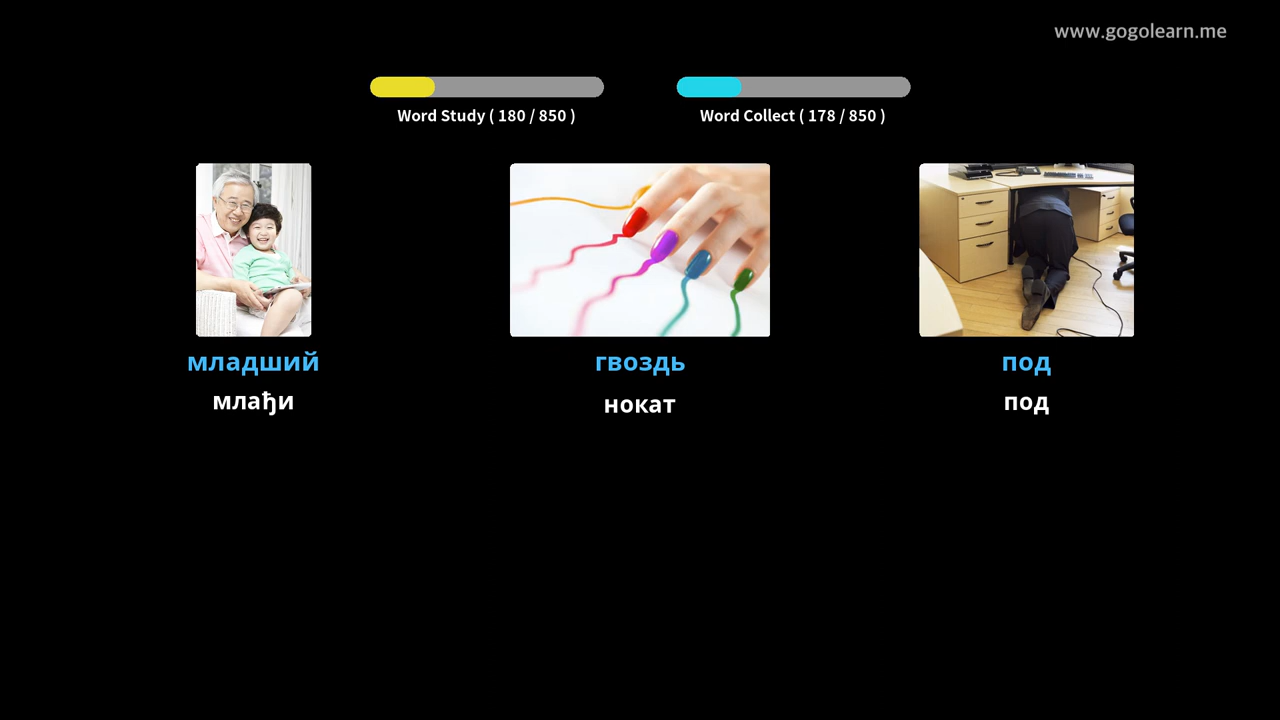 www.gogolearn.me
Word Study ( 180 / 850 )
Word Collect ( 178 / 850 )
младший
млађи
гвоздь
нокат
под
под